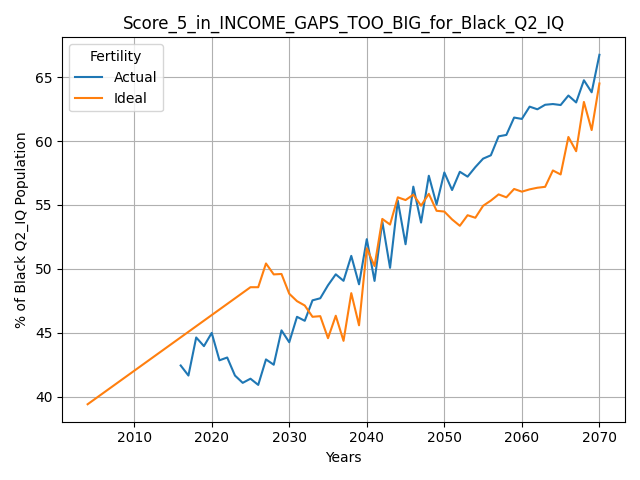 Score_5_in_INCOME_GAPS_TOO_BIG_for_Black_Q2_IQ
Fertility
Actual
Ideal
% of Black Q2_IQ Population
65
60
55
50
45
40
2010 2020 2030 2040 2050 2060 2070
Years